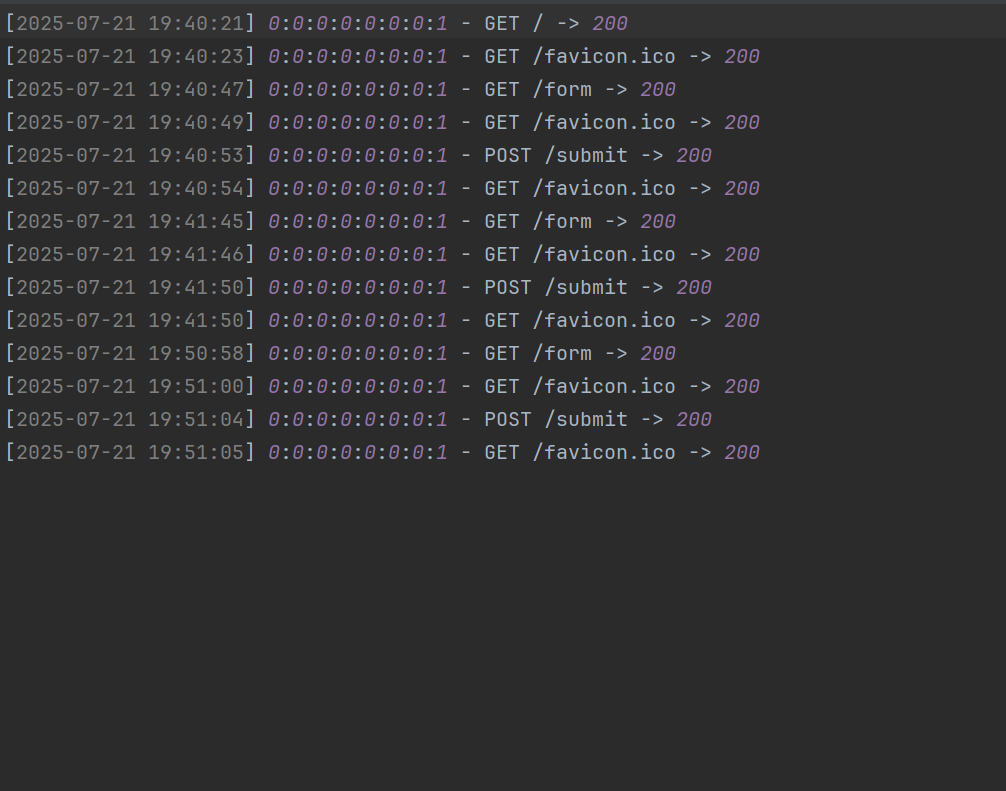 [2025-07-21 19:40:21] 0:0:0:0:0:0:0:1 - GET / -> 200
[2025-07-21 19:40:23] 0:0:0:0:0:0:0:1 - GET /favicon.ico -> 200
[2025-07-21 19:40:47] 0:0:0:0:0:0:0:1 - GET /form -> 200
[2025-07-21 19:40:49] 0:0:0:0:0:0:0:1 - GET /favicon.ico -> 200
[2025-07-21 19:40:53] 0:0:0:0:0:0:0:1 - POST /submit -> 200
[2025-07-21 19:40:54] 0:0:0:0:0:0:0:1 - GET /favicon.ico -> 200
[2025-07-21 19:41:45] 0:0:0:0:0:0:0:1 - GET /form -> 200
[2025-07-21 19:41:46] 0:0:0:0:0:0:0:1 - GET /favicon.ico -> 200
[2025-07-21 19:41:50] 0:0:0:0:0:0:0:1 - POST /submit -> 200
[2025-07-21 19:41:50] 0:0:0:0:0:0:0:1 - GET /favicon.ico -> 200
[2025-07-21 19:50:58] 0:0:0:0:0:0:0:1 - GET /form -> 200
[2025-07-21 19:51:00] 0:0:0:0:0:0:0:1 - GET /favicon.ico -> 200
[2025-07-21 19:51:04] 0:0:0:0:0:0:0:1 - POST /submit -> 200
[2025-07-21 19:51:05] 0:0:0:0:0:0:0:1 - GET /favicon.ico -> 200